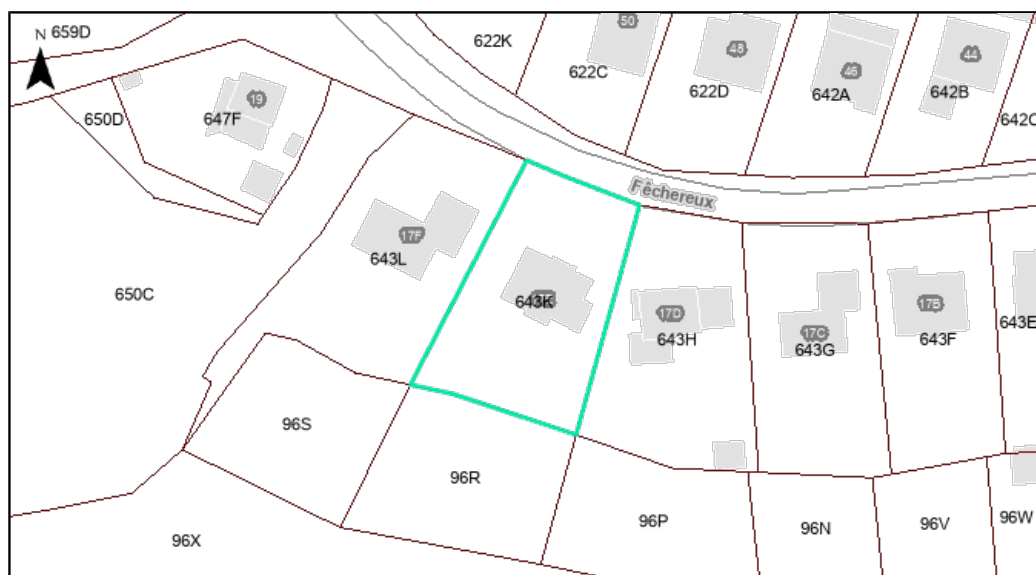 N
659D
50
622K
48
44
46
622C
622D
642A
642B
19
650D
647F
642C
Fêchereux
17F
643L
650C
643K
17D
17B
17C
643H
643G
643F
643E
96S
96R
96P
96N
96V
96W
96X